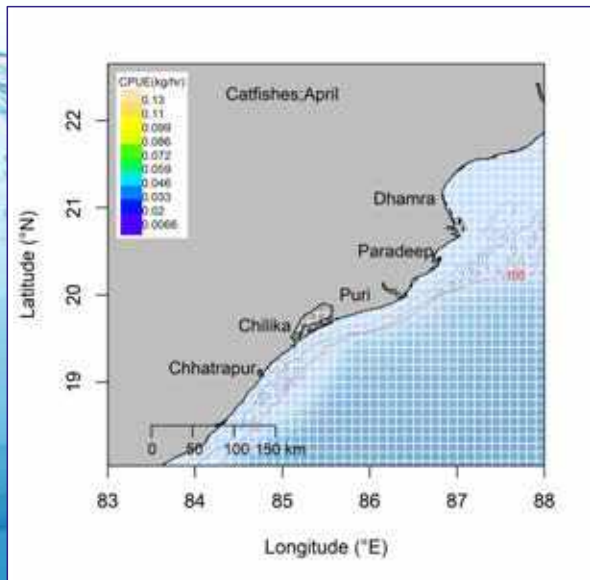 CPUE(kg/hr)
0.13
0.11
0.099
0.086
0.072
0.059
0.046
0.033
0.02
0.0066
Catfishes;April
22
21
20
19
Latitude (°N)
Dhamra
Paradeep
100
Puri
Chilika
Chhatrapur
0 50 100 150 km
83 84 85 86 87 88
Longitude (°E)